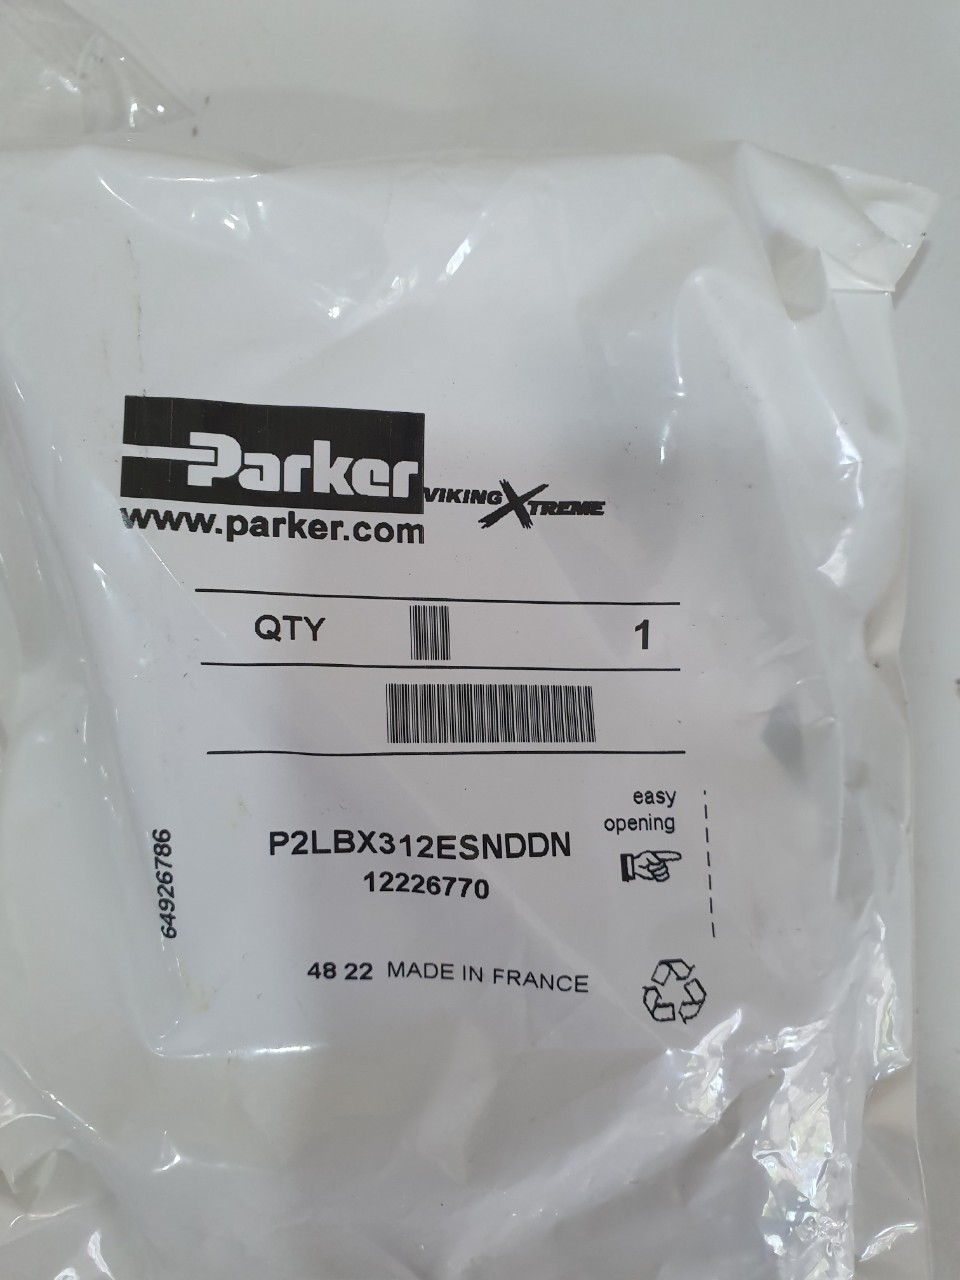 Parker
VIKING XTREME
www.parker.com
QTY 1
easy
opening
P2LBX312ESNDDN
12226770
64926786
48 22 MADE IN FRANCE